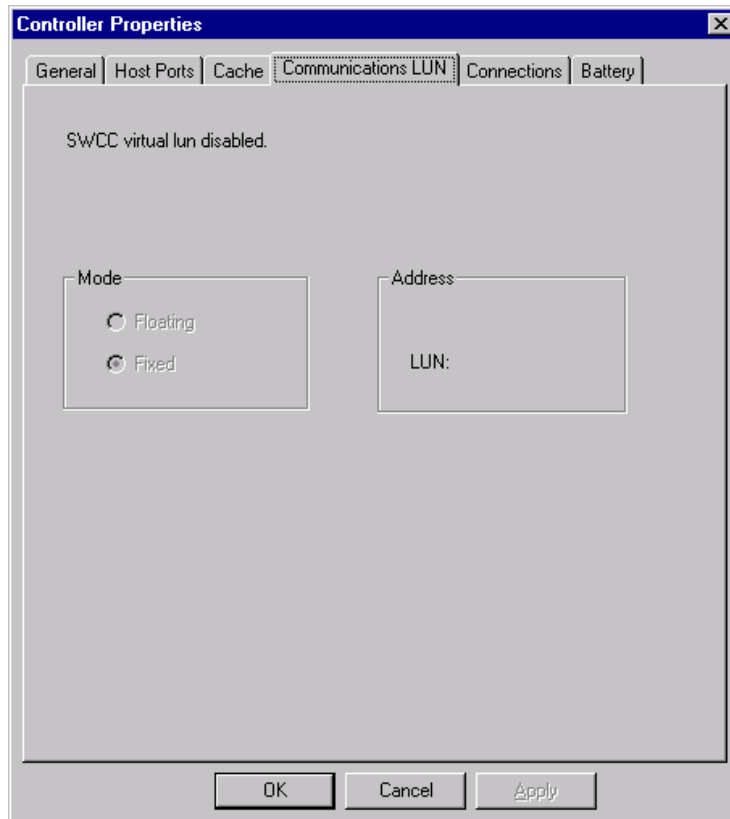 Controller Properties
General Host Ports Cache Communications LUN Connections Battery
SWCC virtual lun disabled.
Mode
Floating
Fixed
Address
LUN:
OK Cancel Apply